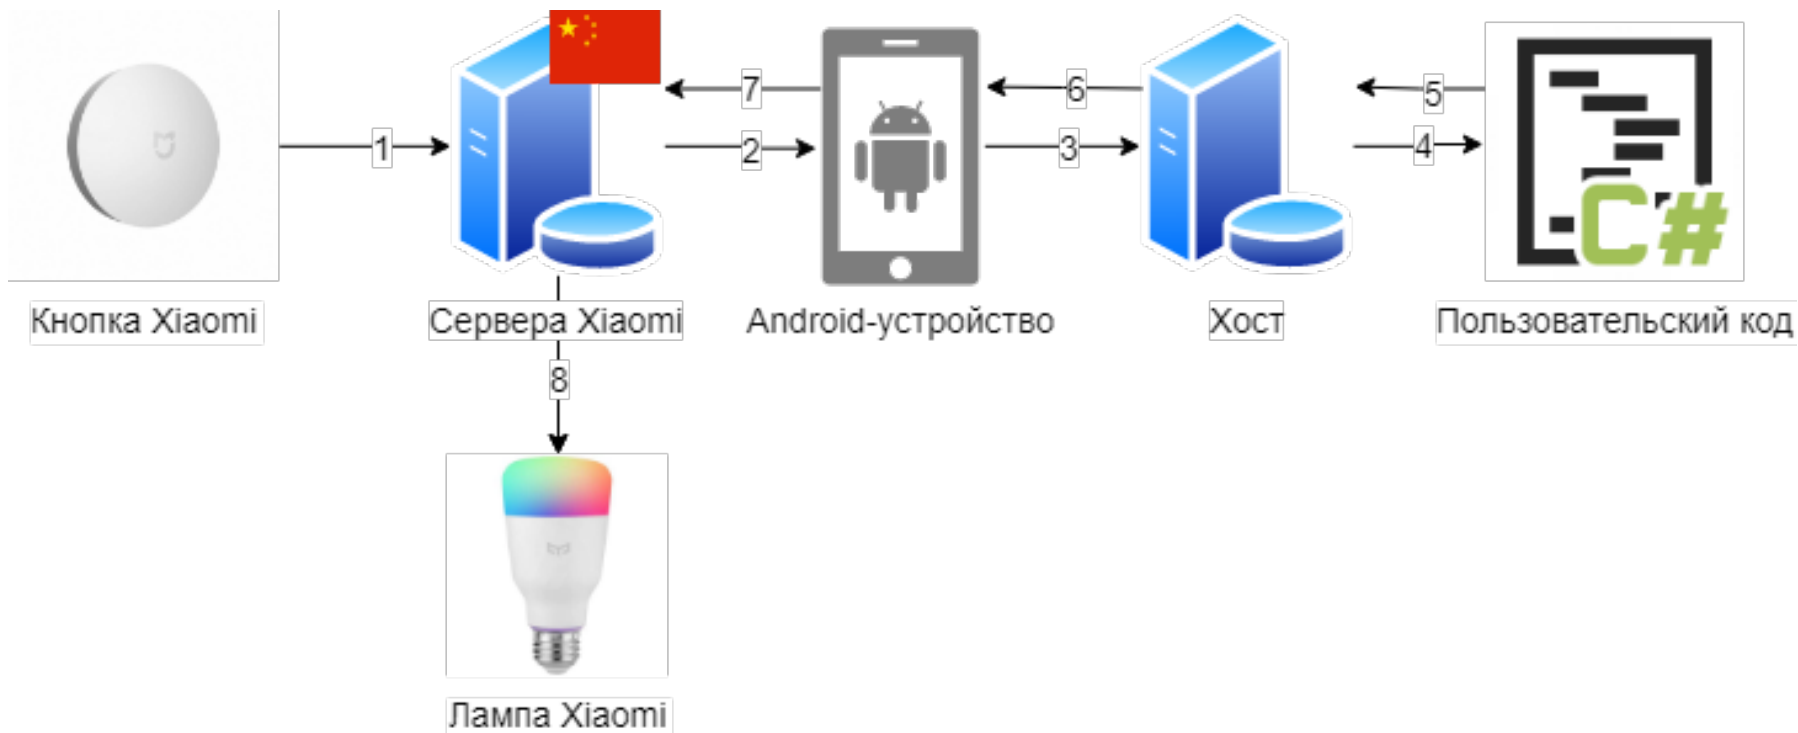 7
6
5
1
2
3
4
C#
Кнопка Xiaomi
Сервера Xiaomi
Android-устройство
Хост
Пользовательский код
8
Лампа Xiaomi